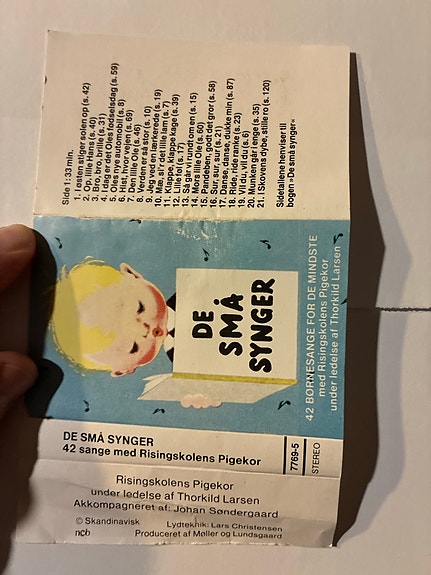 Side 1:33 min.
1. I østen stiger solen op (s. 42)
2. Op, lille Hans (s. 40)
3. Bro, bro, brille (s. 31)
4. I dag er det Oles fødselsdag (s. 59)
5. Oles nye automobil (s. 8)
6. Hist, hvor vejen (s. 69)
7. Den lille Ole (s. 46)
8. Verden er så stor (s. 10)
9. Jeg ved en lærkerede (s. 19)
10. Mæ, si'r det lille lam (s. 7)
11. Klappe, klappe kage (s. 39)
12. Lille fol (s. 17)
13. Så går vi rundt om en (s. 15)
14. Mors lille Ole (s. 60)
15. Pandeben, god det gror (s. 58)
16. Sur, sur, sur (s. 21)
17. Danse, danse, dukke min (s. 87)
18. Ride, ride ranke (s. 23)
19. Vil du, vil du (s. 6)
20. Munken går i enge (s. 35)
21. I Skovens dybe, stille ro (s. 120)
Sidetallene henviser til
bogen »De små synger«
DE
SMÅ
SYNGER
42 BØRNESANGE FOR DE MINDSTE
med Risingskolens Pigekor
under ledelse af Thorkild Larsen
DE SMÅ SYNGER
42 sange med Risingskolens Pigekor
7769-5
STEREO
Risingskolens Pigekor
under ledelse af Thorkild Larsen
Akkompagneret af: Johan Søndergaard
© Skandinavisk
Lydteknik: Lars Christensen
ncb
Produceret af Møller og Lundsgaard